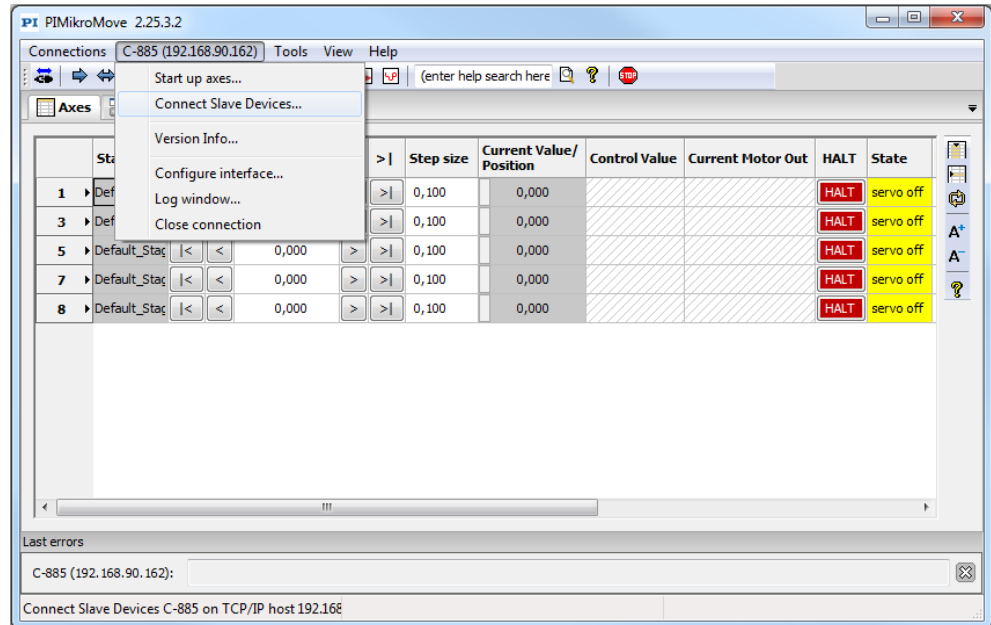 PI PIMikroMove 2.25.3.2
Connections C-885 (192.168.90.162) Tools View Help
(enter help search here STOP
Start up axes...
Connect Slave Devices...
Version Info...
Configure interface...
Log window...
Close connection
Axes
>| Step size Current Value/ Position Control Value Current Motor Out HALT State
1 >| 0,100 0,000 HALT servo off
3 >| 0,100 0,000 HALT servo off
5 Default_Stag |< < 0,000 > >| 0,100 0,000 HALT servo off
7 Default_Stag |< < 0,000 > >| 0,100 0,000 HALT servo off
8 Default_Stag |< < 0,000 > >| 0,100 0,000 HALT servo off
A+
A-
Last errors
C-885 (192.168.90.162):
Connect Slave Devices C-885 on TCP/IP host 192.168